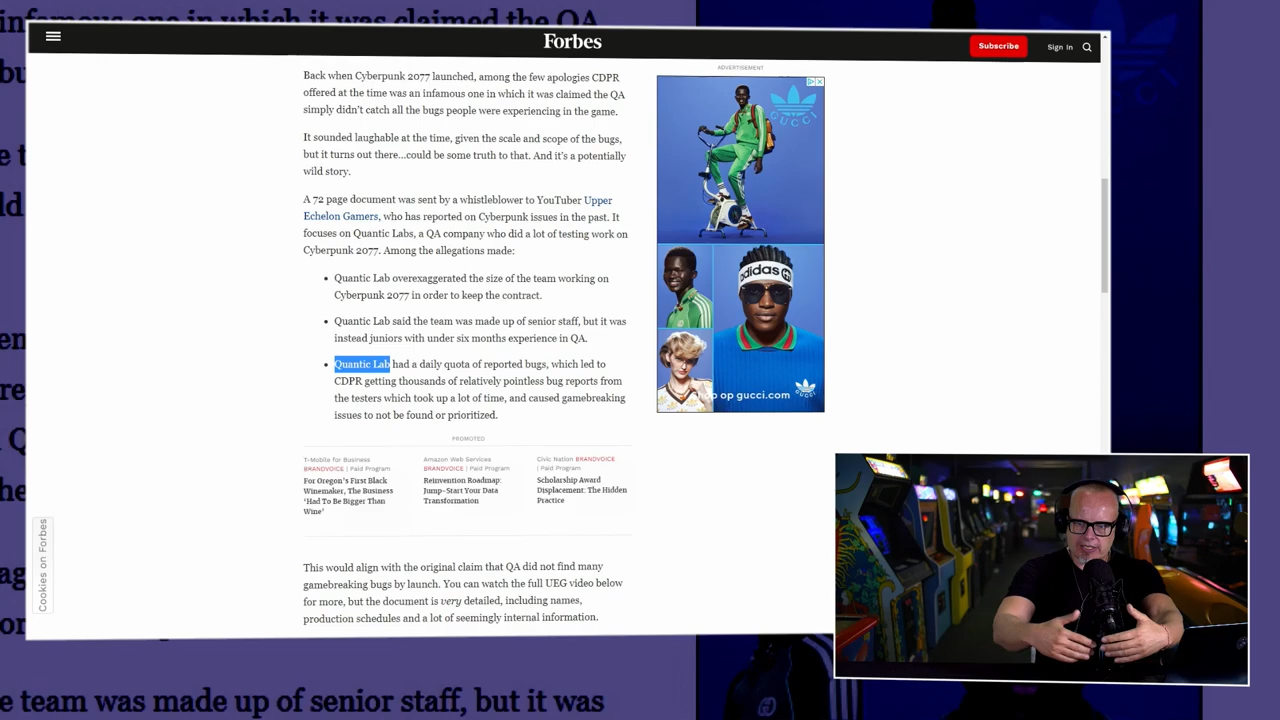 infamous one in which it was claimed the QA
Forbes
Subscribe
Sign In
Back when Cyberpunk 2077 launched, among the few apologies CDPR
offered at the time was an infamous one in which it was claimed the QA
simply didn't catch all the bugs people were experiencing in the game.
It sounded laughable at the time, given the scale and scope of the bugs,
but it turns out there...could be some truth to that. And it's a potentially
wild story.
A 72 page document was sent by a whistleblower to YouTuber Upper
Echelon Gamers, who has reported on Cyberpunk issues in the past. It
focuses on Quantic Labs, a QA company who did a lot of testing work on
Cyberpunk 2077. Among the allegations made:
• Quantic Lab overexaggerated the size of the team working on
Cyberpunk 2077 in order to keep the contract.
• Quantic Lab said the team was made up of senior staff, but it was
instead juniors with under six months experience in QA.
• Quantic Lab had a daily quota of reported bugs, which led to
CDPR getting thousands of relatively pointless bug reports from
the testers which took up a lot of time, and caused gamebreaking
issues to not be found or prioritized.
ADVERTISEMENT
GUCCI
adidas
op gucci.com
PROMOTED
T-Mobile for Business
BRANDVOICE | Paid Program
For Oregon's First Black
Winemaker, The Business
'Had To Be Bigger Than
Wine'
Amazon Web Services
BRANDVOICE | Paid Program
Reinvention Roadmap:
Jump-Start Your Data
Transformation
Civic Nation BRANDVOICE
| Paid Program
Scholarship Award
Displacement: The Hidden
Practice
Cookies on Forbes
This would align with the original claim that QA did not find many
gamebreaking bugs by launch. You can watch the full UEG video below
for more, but the document is very detailed, including names,
production schedules and a lot of seemingly internal information.
e team was made up of senior staff, but it was